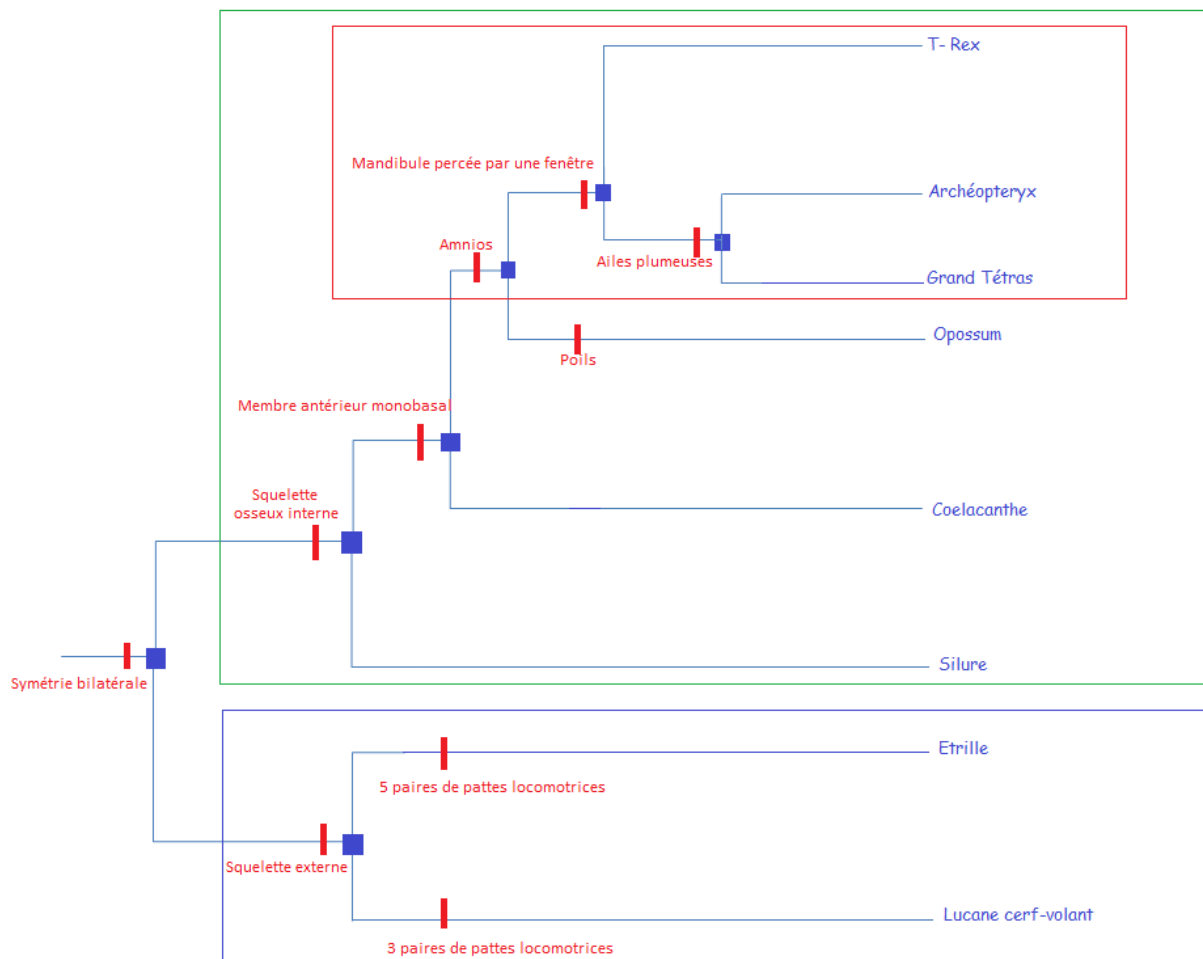 T- Rex
Mandibule percée par une fenêtre
Archéopteryx
Amnios
Ailes plumeuses
Grand Tétras
Opossum
Poils
Membre antérieur monobasal
Squelette
osseux interne
Coelacanthe
Silure
Symétrie bilatérale
Etrille
5 paires de pattes locomotrices
Squelette externe
Lucane cerf-volant
3 paires de pattes locomotrices